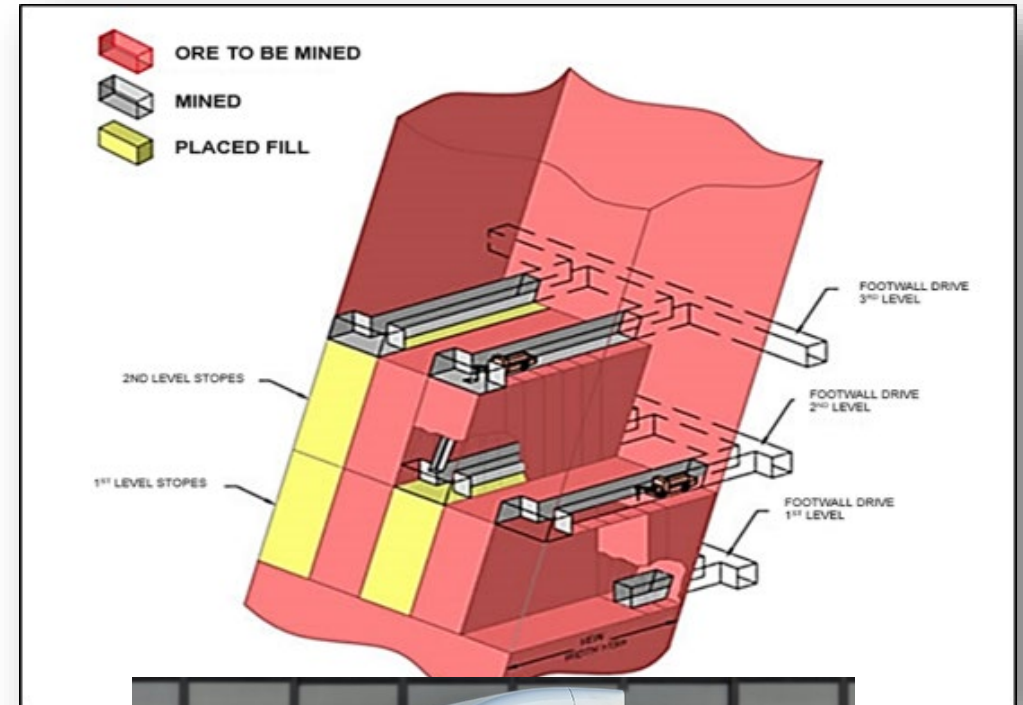 ORE TO BE MINED
MINED
PLACED FILL
FOOTWALL DRIVE
3RD LEVEL
2ND LEVEL STOPES
FOOTWALL DRIVE
2ND LEVEL
1ST LEVEL STOPES
FOOTWALL DRIVE
1ST LEVEL
VEIN
WIDTH